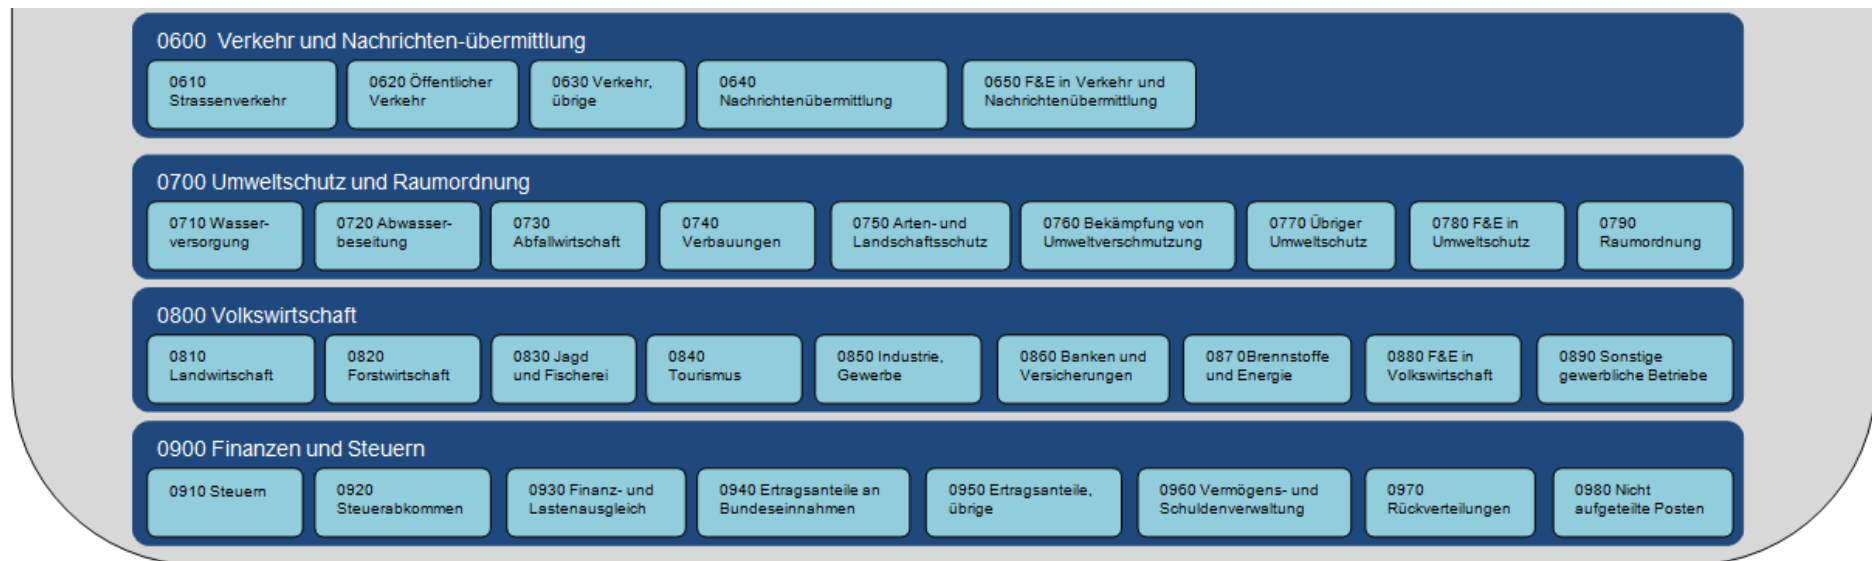 0600  Verkehr und Nachrichten-übermittlung
0610
Strassenverkehr
0620 Öffentlicher
Verkehr
0630 Verkehr,
übrige
0640
Nachrichtenübermittlung
0650 F&E in Verkehr und
Nachrichtenübermittlung
0700 Umweltschutz und Raumordnung
0710 Wasser-
versorgung
0720 Abwasser-
beseitung
0730
Abfallwirtschaft
0740
Verbauungen
0750 Arten- und
Landschaftsschutz
0760 Bekämpfung von
Umweltverschmutzung
0770 Übriger
Umweltschutz
0780 F&E in
Umweltschutz
0790
Raumordnung
0800 Volkswirtschaft
0810
Landwirtschaft
0820
Forstwirtschaft
0830 Jagd
und Fischerei
0840
Tourismus
0850 Industrie,
Gewerbe
0860 Banken und
Versicherungen
087 0Brennstoffe
und Energie
0880 F&E in
Volkswirtschaft
0890 Sonstige
gewerbliche Betriebe
0900 Finanzen und Steuern
0910 Steuern
0920
Steuerabkommen
0930 Finanz- und
Lastenausgleich
0940 Ertragsanteile an
Bundeseinnahmen
0950 Ertragsanteile,
übrige
0960 Vermögens- und
Schuldenverwaltung
0970
Rückverteilungen
0980 Nicht
aufgeteilte Posten